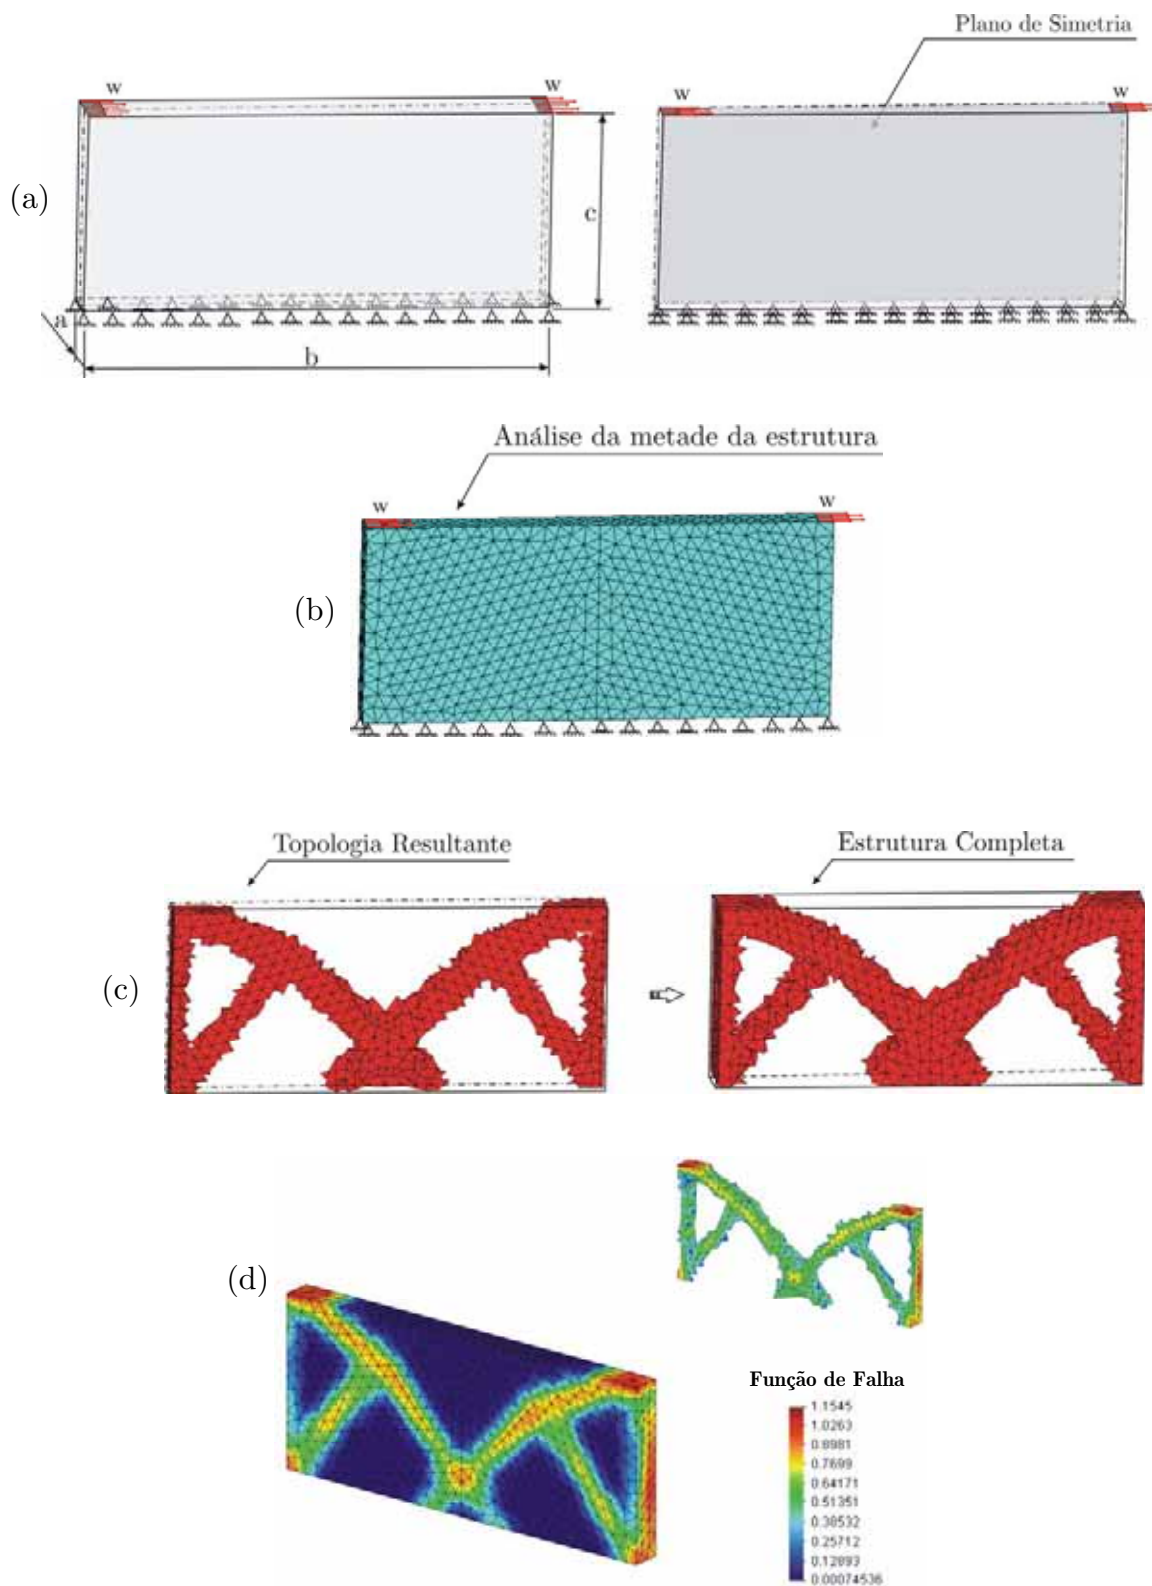 Plano de Simetria
w
w
w
w
(a)
c
a
b
Análise da metade da estrutura
w
w
(b)
Topologia Resultante
Estrutura Completa
(c)
(d)
Função de Falha
1.1545
1.0263
0.8981
0.7699
0.64171
0.51351
0.38532
0.25712
0.12893
0.00074536